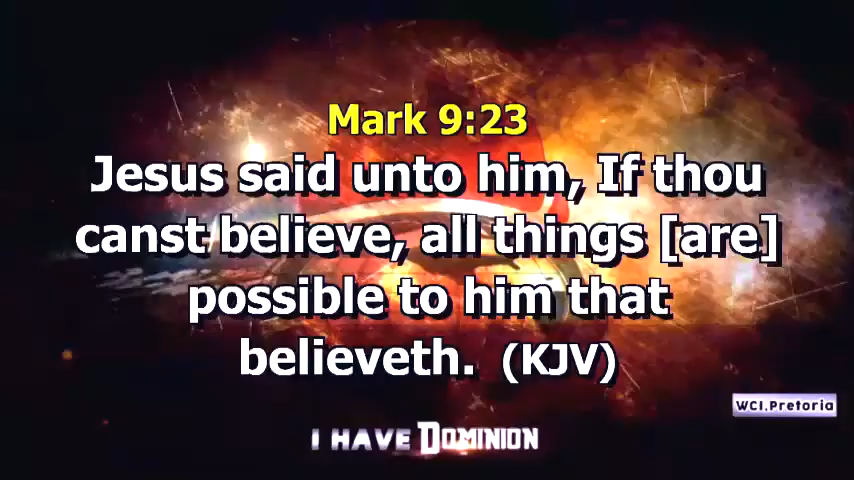 Mark 9:23
Jesus said unto him, If thou
canst believe, all things [are]
possible to him that
believeth. (KJV)
WCI.Pretoria
I HAVE DOMINION